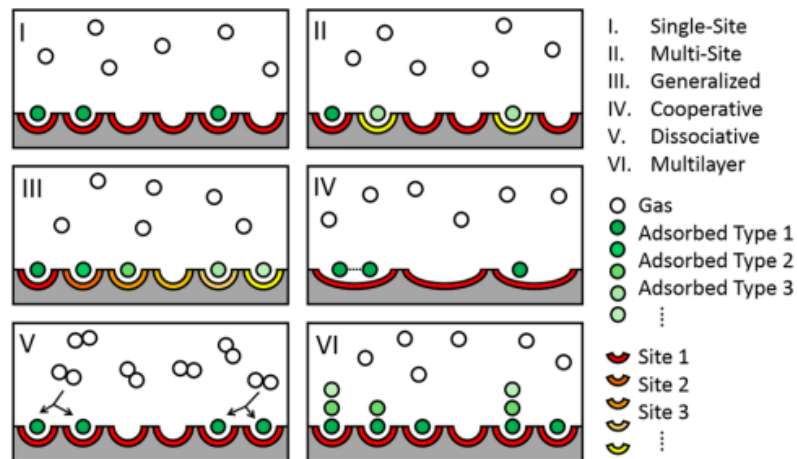 I
II
I. Single-Site
II. Multi-Site
III. Generalized
IV. Cooperative
V. Dissociative
VI. Multilayer
III
IV
Gas
Adsorbed Type 1
Adsorbed Type 2
Adsorbed Type 3
V
VI
Site 1
Site 2
Site 3